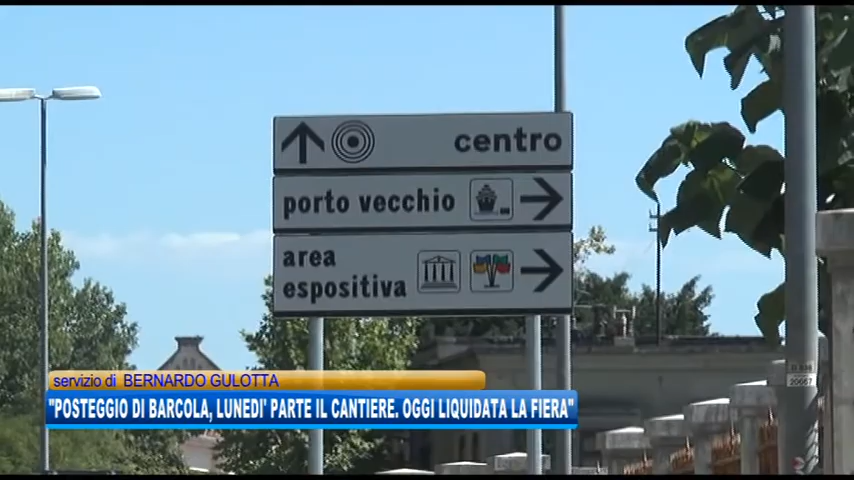 centro
porto vecchio
area
espositiva
servizio di BERNARDO GULOTTA
"POSTEGGIO DI BARCOLA, LUNEDI' PARTE IL CANTIERE. OGGI LIQUIDATA LA FIERA"
20667